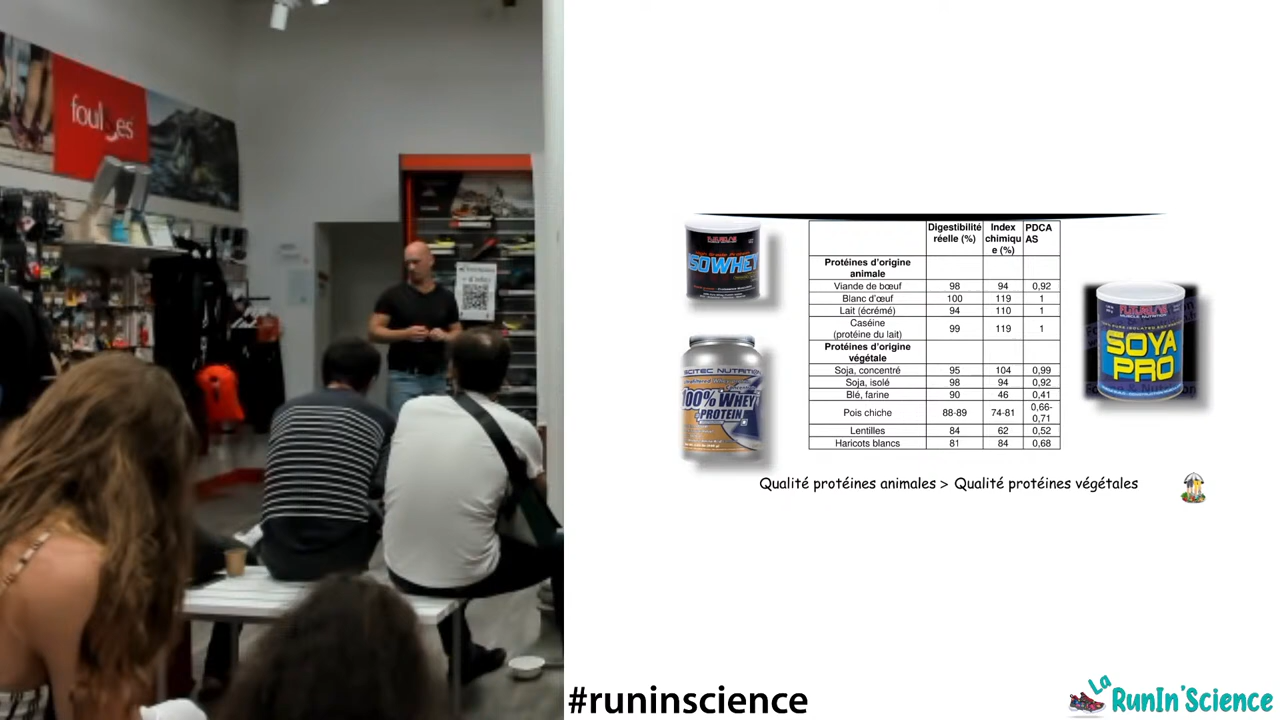 foulées
ISOWHEY
SCITEC NUTRITION
100% WHEY
PROTEIN
Digestibilité réelle (%) Index chimique (%) PDCAAS
Protéines d’origine animale
Viande de bœuf 98 94 0,92
Blanc d’œuf 100 119 1
Lait (écrémé) 94 110 1
Caséine (protéine du lait) 99 119 1
Protéines d’origine végétale
Soja, concentré 95 104 0,99
Soja, isolé 98 94 0,92
Blé, farine 90 46 0,41
Pois chiche 88-89 74-81 0,66-0,71
Lentilles 84 62 0,52
Haricots blancs 81 84 0,68
SOYA
PRO
Qualité protéines animales > Qualité protéines végétales
#runinscience
La
RunIn'Science